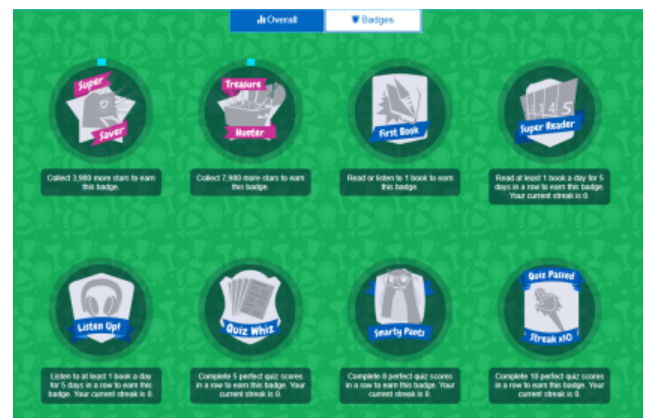 Overall
Badges
Super
Saver
Treasure
Hunter
First Book
3 4 5
Super Reader
Collect 3,980 more stars to earn
this badge.
Collect 7,980 more stars to earn
this badge.
Read or listen to 1 book to earn
this badge.
Read at least 1 book a day for 5
days in a row to earn this badge.
Your current streak is 0.
Listen Up!
Quiz Whiz
Smarty Pants
Quiz Passed
Streak x10
Listen to at least 1 book a day
for 5 days in a row to earn this
badge. Your current streak is 0.
Complete 5 perfect quiz scores
in a row to earn this badge. Your
current streak is 0.
Complete 8 perfect quiz scores
in a row to earn this badge. Your
current streak is 0.
Complete 10 perfect quiz scores
in a row to earn this badge. Your
current streak is 0.